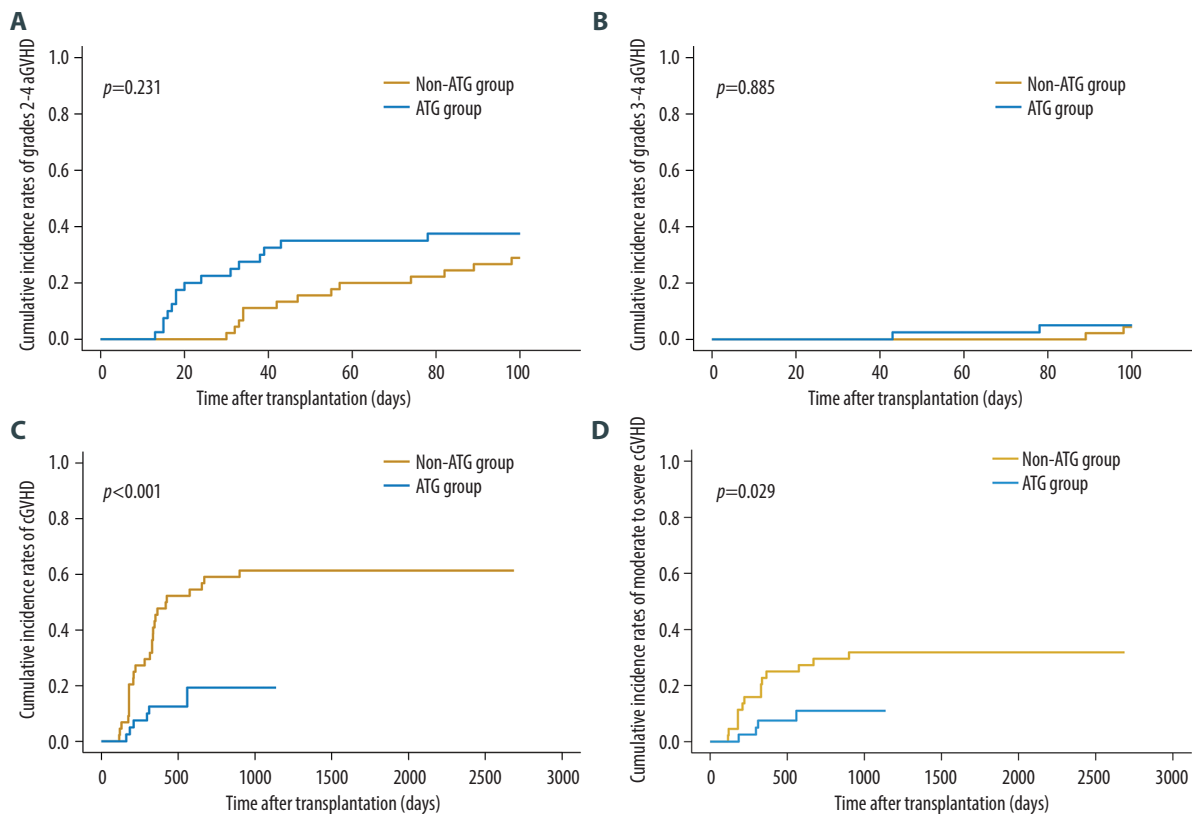 A
Cumulative incidence rates of grades 2-4 aGVHD
1.0
0.8
0.6
0.4
0.2
0.0
p=0.231
Non-ATG group
ATG group
0 20 40 60 80 100
Time after transplantation (days)
B
Cumulative incidence rates of grades 3-4 aGVHD
1.0
0.8
0.6
0.4
0.2
0.0
p=0.885
Non-ATG group
ATG group
0 20 40 60 80 100
Time after transplantation (days)
C
Cumulative incidence rates of cGVHD
1.0
0.8
0.6
0.4
0.2
0.0
p<0.001
Non-ATG group
ATG group
0 500 1000 1500 2000 2500 3000
Time after transplantation (days)
D
Cumulative incidence rates of moderate to severe cGVHD
1.0
0.8
0.6
0.4
0.2
0.0
p=0.029
Non-ATG group
ATG group
0 500 1000 1500 2000 2500 3000
Time after transplantation (days)